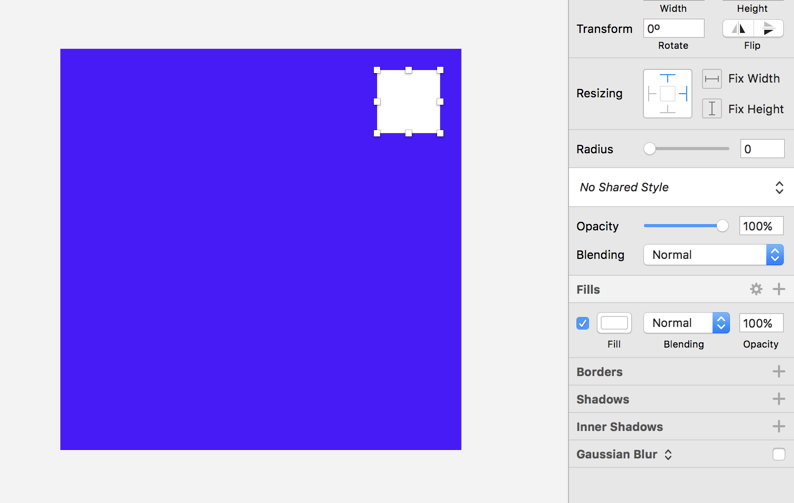 Width Height
Transform 0º
Rotate Flip
Resizing Fix Width
Fix Height
Radius 0
No Shared Style
Opacity 100%
Blending Normal
Fills
Normal 100%
Fill Blending Opacity
Borders
Shadows
Inner Shadows
Gaussian Blur